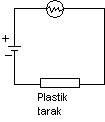 +
–
Plastik
tarak